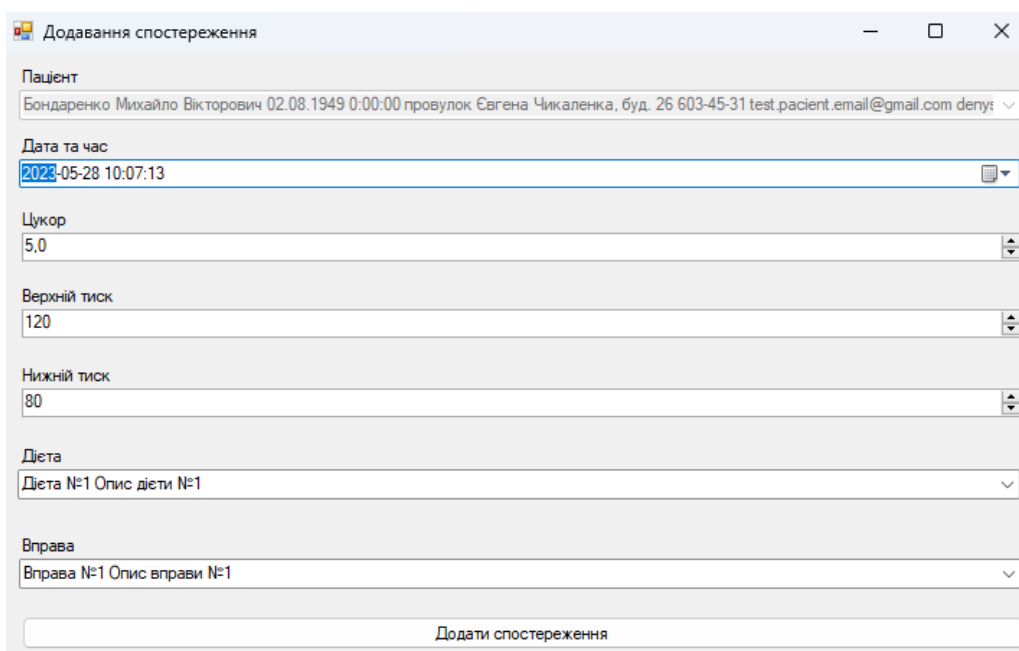 Додавання спостереження
Пацієнт
Бондаренко Михайло Вікторович 02.08.1949 0:00:00 провулок Євгена Чикаленка, буд. 26 603-45-31 test.pacient.email@gmail.com denys
Дата та час
2023-05-28 10:07:13
Цукор
5,0
Верхній тиск
120
Нижній тиск
80
Дієта
Дієта №1 Опис дієти №1
Вправа
Вправа №1 Опис вправи №1
Додати спостереження